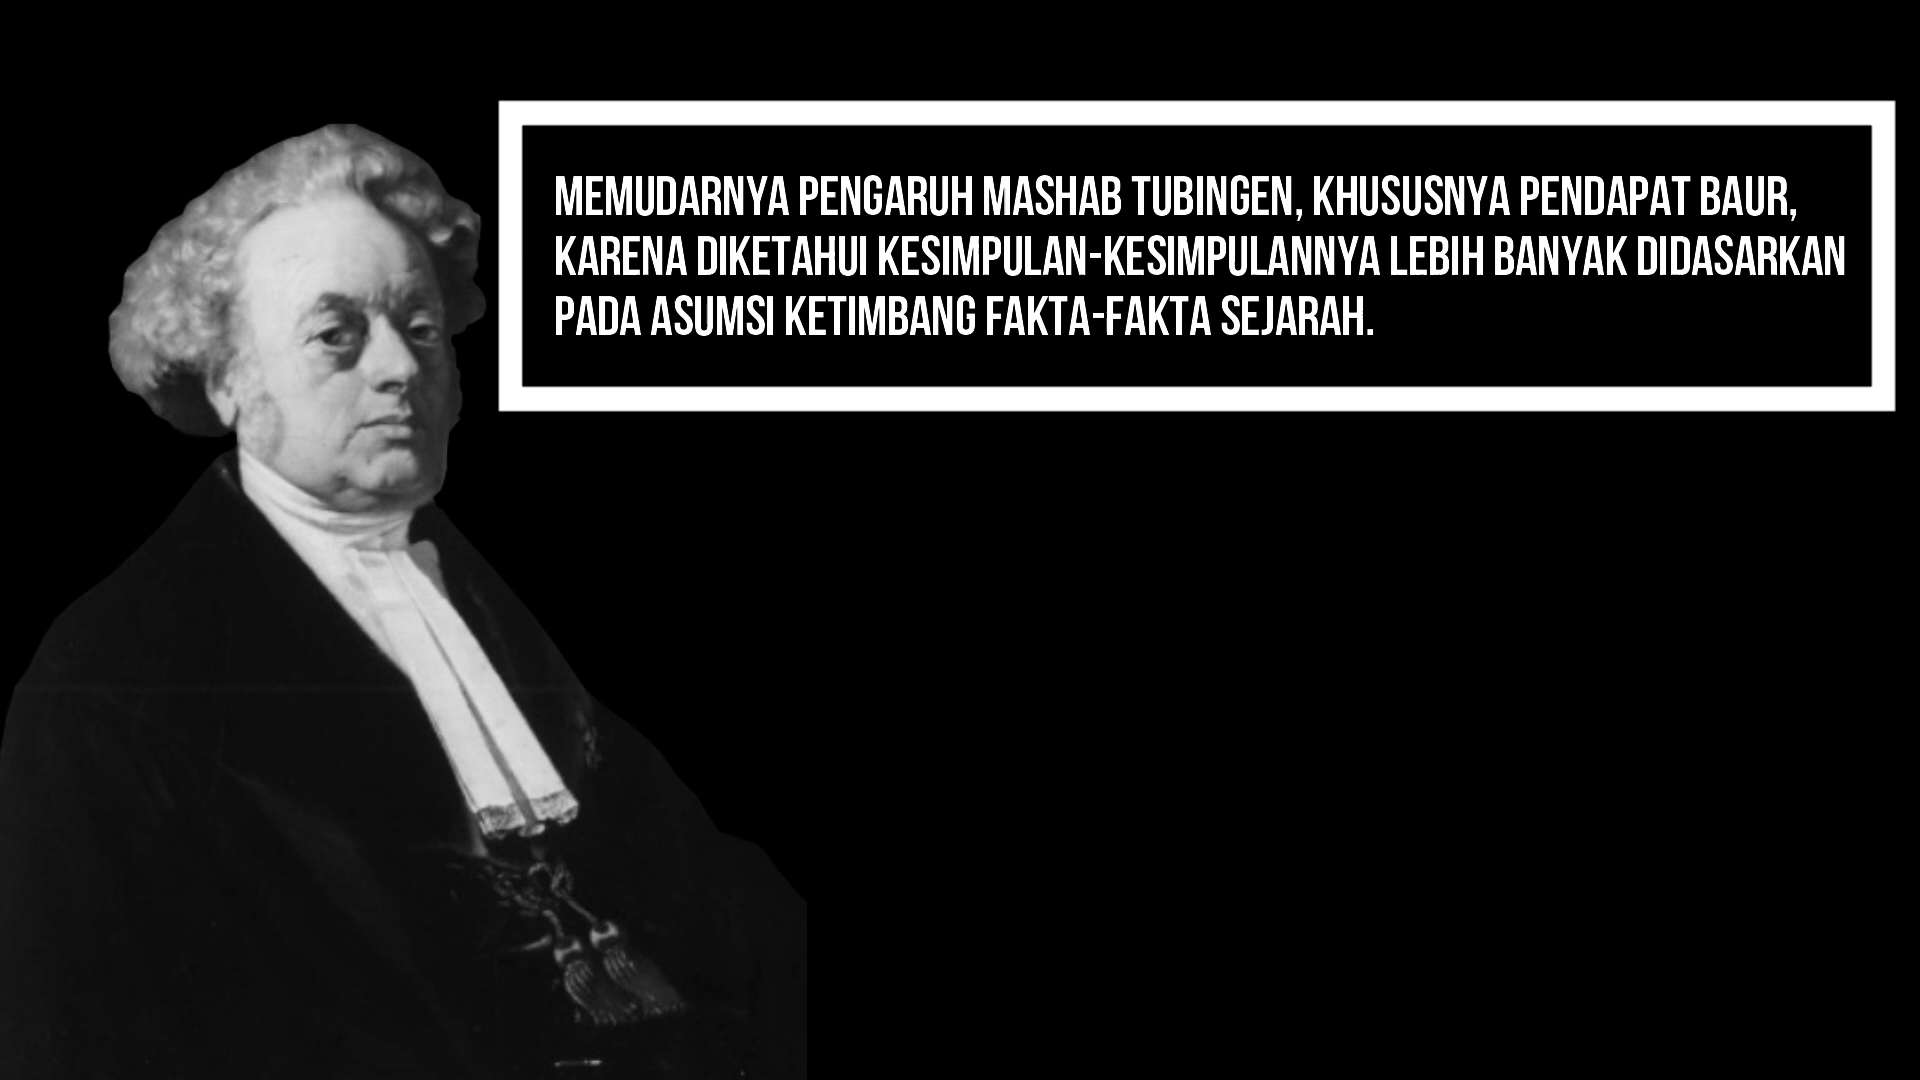 MEMUDARNYA PENGARUH MASHAB TUBINGEN, KHUSUSNYA PENDAPAT BAUR,
KARENA DIKETAHUI KESIMPULAN-KESIMPULANNYA LEBIH BANYAK DIDASARKAN
PADA ASUMSI KETIMBANG FAKTA-FAKTA SEJARAH.